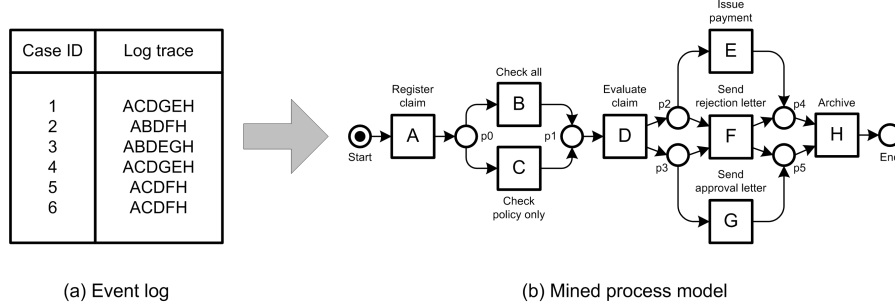 Case ID Log trace
1 ACDGEH
2 ABDFH
3 ABDEGH
4 ACDGEH
5 ACDFH
6 ACDFH
(a) Event log
Start
Register
claim
A
p0
Check all
B
C
Check
policy only
p1
Evaluate
claim
D
p2
p3
Issue
payment
E
Send
rejection letter
F
Send
approval letter
G
p4
p5
Archive
H
End
(b) Mined process model